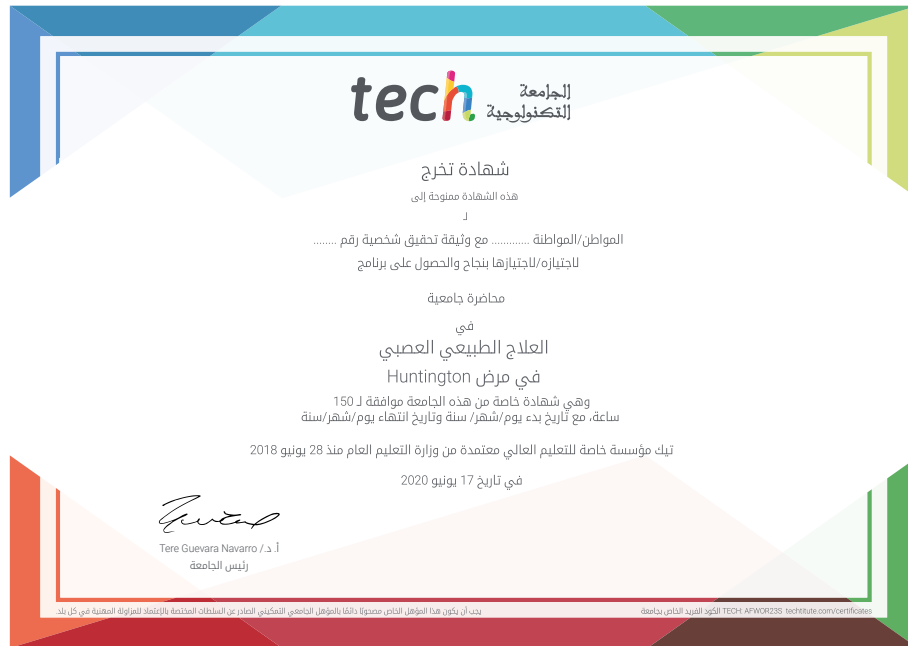 tech الجامعة
التكنولوجية
شهادة تخرج
هذه الشهادة ممنوحة إلى
لـ
المواطن/المواطنة ............. مع وثيقة تحقيق شخصية رقم ........
لاجتيازه/لاجتيازها بنجاح والحصول على برنامج
محاضرة جامعية
في
العلاج الطبيعي العصبي
في مرض Huntington
وهي شهادة خاصة من هذه الجامعة موافقة لـ 150
ساعة، مع تاريخ بدء يوم/شهر/ سنة وتاريخ انتهاء يوم/شهر/سنة
تيك مؤسسة خاصة للتعليم العالي معتمدة من وزارة التعليم العام منذ 28 يونيو 2018
في تاريخ 17 يونيو 2020
أ. د./ Tere Guevara Navarro
رئيس الجامعة
يجب أن يكون هذا المؤهل الخاص مصحوبًا دائمًا بالمؤهل الجامعي التمكيني الصادر عن السلطات المختصة بالإعتماد للمزاولة المهنية في كل بلد.
الكود الفريد الخاص بجامعة TECH: AFWOR23S techtitute.com/certificates